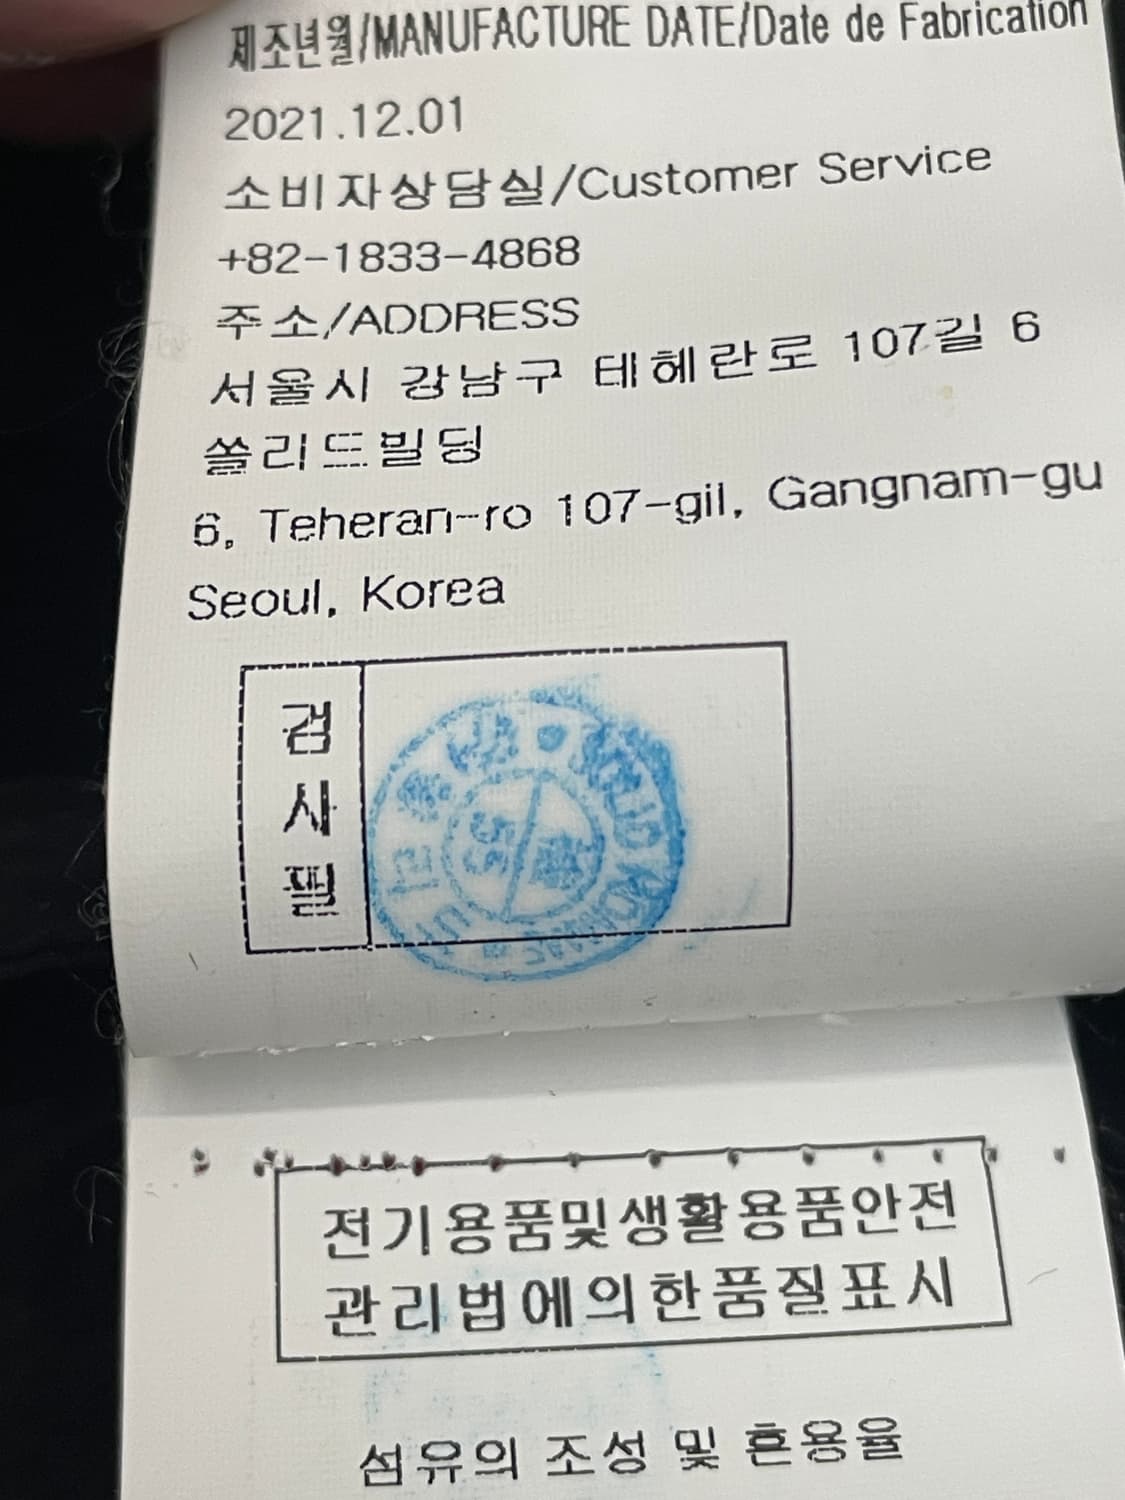 제조년월/MANUFACTURE DATE/Date de Fabrication
2021.12.01
소비자상담실/Customer Service
+82-1833-4868
주소/ADDRESS
서울시 강남구 테헤란로 107길 6
쏠리드빌딩
6, Teheran-ro 107-gil, Gangnam-gu
Seoul, Korea
검
사
필
55
전기용품및생활용품안전
관리법에의한품질표시
섬유의 조성 및 혼용율